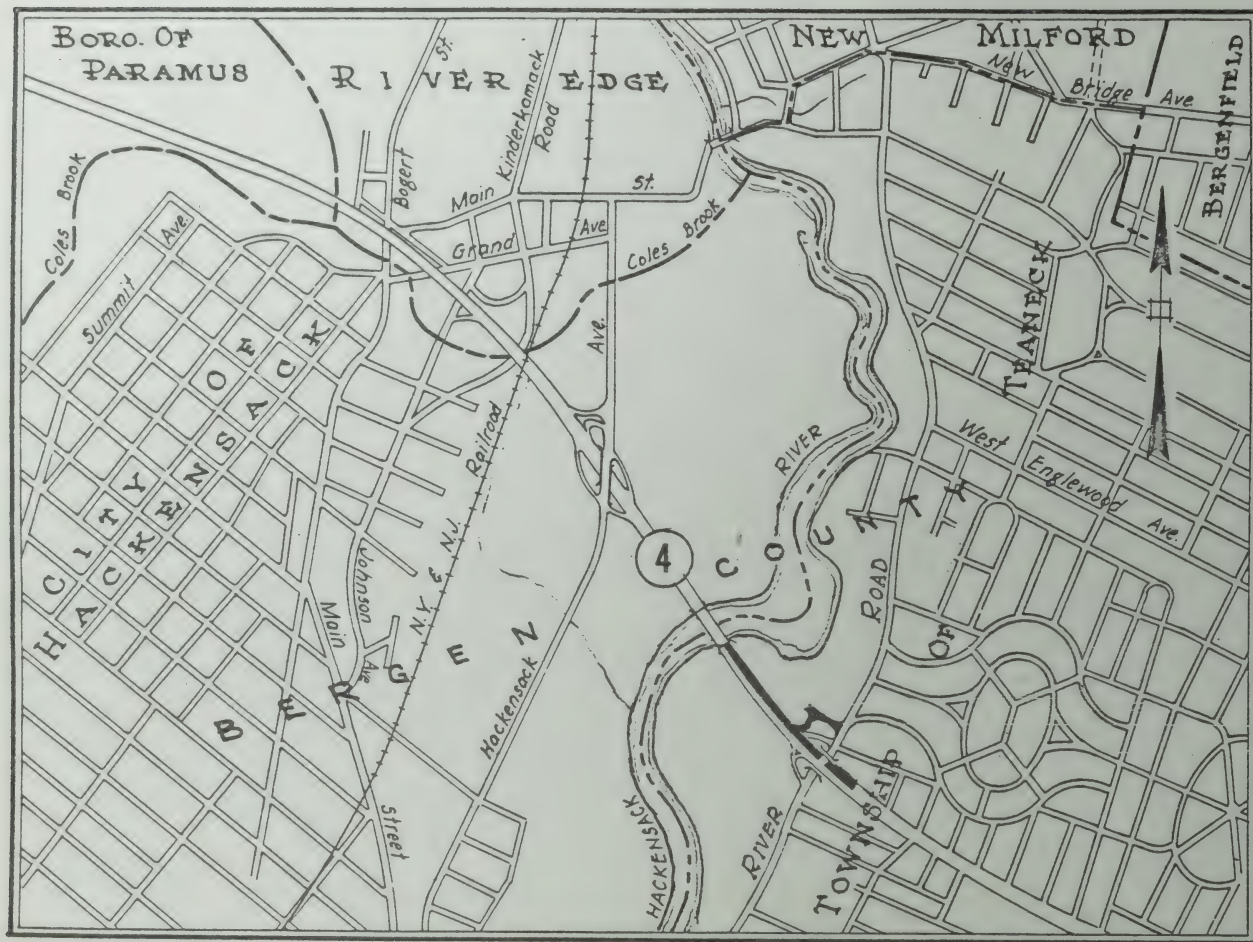 BORO. OF
PARAMUS
RIVER EDGE
NEW MILFORD
BERGENFIELD
New
Bridge Ave.
St.
Bogert
Kinderkamack
Road
Main
St.
Grand Ave.
Coles Brook
Coles Brook
Summit Ave.
CITY OF
HACKENSACK
TEANECK
West
Englewood
Ave.
Ave.
Railroad
N.Y. & N.J.
RIVER
4
BERGEN COUNTY
Johnson
Ave.
Main
Street
Hackensack
HACKENSACK
ROAD
RIVER
OF
TOWNSHIP